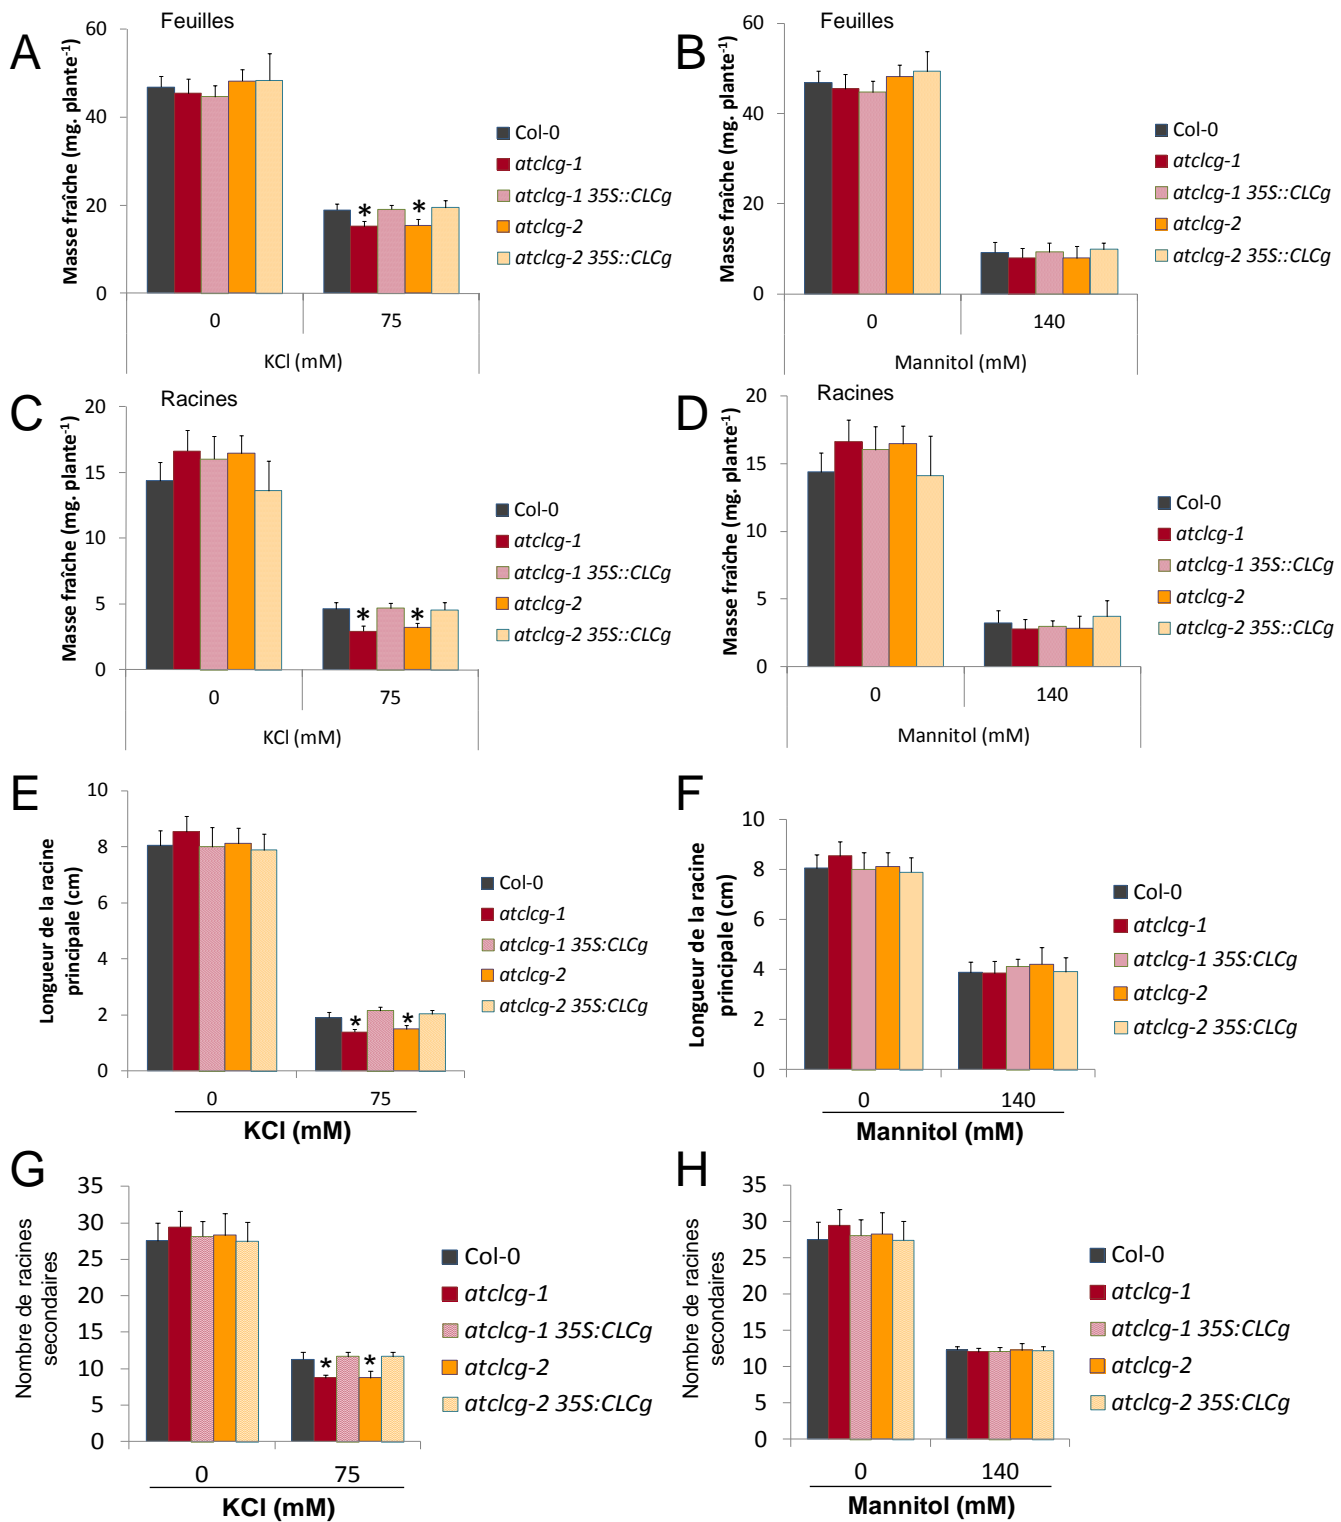 A
Feuilles
Masse fraîche (mg. plante-1)
60
40
20
0
0
75
KCl (mM)
Col-0
atclcg-1
atclcg-1 35S::CLCg
atclcg-2
atclcg-2 35S::CLCg
* *
B
Feuilles
Masse fraîche (mg. plante-1)
60
40
20
0
0
140
Mannitol (mM)
Col-0
atclcg-1
atclcg-1 35S::CLCg
atclcg-2
atclcg-2 35S::CLCg
C
Racines
Masse fraîche (mg. plante-1)
20
15
10
5
0
0
75
KCl (mM)
Col-0
atclcg-1
atclcg-1 35S::CLCg
atclcg-2
atclcg-2 35S::CLCg
* *
D
Racines
Masse fraîche (mg. plante-1)
20
15
10
5
0
0
140
Mannitol (mM)
Col-0
atclcg-1
atclcg-1 35S::CLCg
atclcg-2
atclcg-2 35S::CLCg
E
Longueur de la racine
principale (cm)
10
8
6
4
2
0
0
75
KCl (mM)
Col-0
atclcg-1
atclcg-1 35S:CLCg
atclcg-2
atclcg-2 35S:CLCg
* *
F
Longueur de la racine
principale (cm)
10
8
6
4
2
0
0
140
Mannitol (mM)
Col-0
atclcg-1
atclcg-1 35S:CLCg
atclcg-2
atclcg-2 35S:CLCg
G
Nombre de racines
secondaires
35
30
25
20
15
10
5
0
0
75
KCl (mM)
Col-0
atclcg-1
atclcg-1 35S:CLCg
atclcg-2
atclcg-2 35S:CLCg
* *
H
Nombre de racines
secondaires
35
30
25
20
15
10
5
0
0
140
Mannitol (mM)
Col-0
atclcg-1
atclcg-1 35S:CLCg
atclcg-2
atclcg-2 35S:CLCg